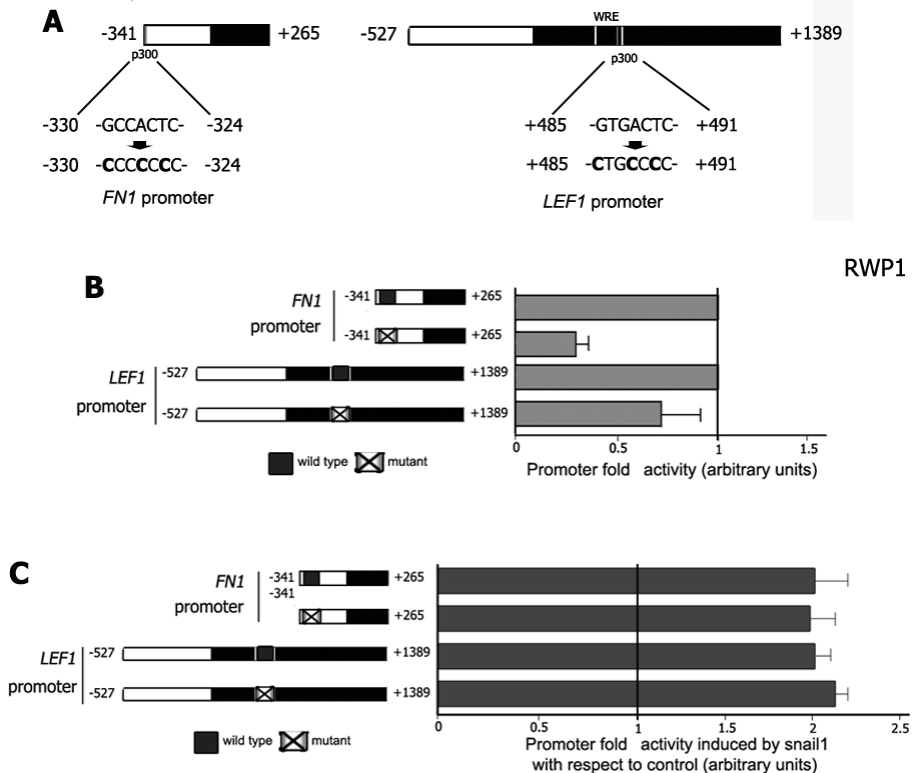 A
-341 +265
p300
-330 -GCCACTC- -324
-330 -CCCCCCC- -324
FN1 promoter
-527 WRE +1389
p300
+485 -GTGACTC- +491
+485 -CTGCCCC- +491
LEF1 promoter
RWP1
B
FN1 promoter
-341 +265
-341 +265
LEF1 promoter
-527 +1389
-527 +1389
wild type mutant
0 0.5 1 1.5
Promoter fold activity (arbitrary units)
C
FN1 promoter
-341 +265
-341
+265
LEF1 promoter
-527 +1389
-527 +1389
wild type mutant
0 0.5 1 1.5 2 2.5
Promoter fold activity induced by snail1
with respect to control (arbitrary units)